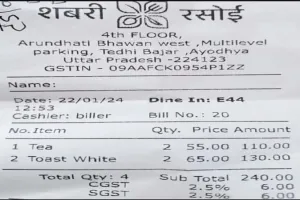 शबरी रसोई
4th FLOOR,
Arundhati Bhawan west ,Multilevel
parking, Tedhi Bajar ,Ayodhya
Uttar Pradesh -224123
GSTIN - 09AAFCK0954P1ZZ
Name:
Date: 22/01/24 Dine In: E44
12:53
Cashier: biller Bill No.: 20
No.Item Qty. Price Amount
1 Tea 2 55.00 110.00
2 Toast White 2 65.00 130.00
Total Qty: 4 Sub Total 240.00
CGST 2.5% 6.00
SGST 2.5% 6.00